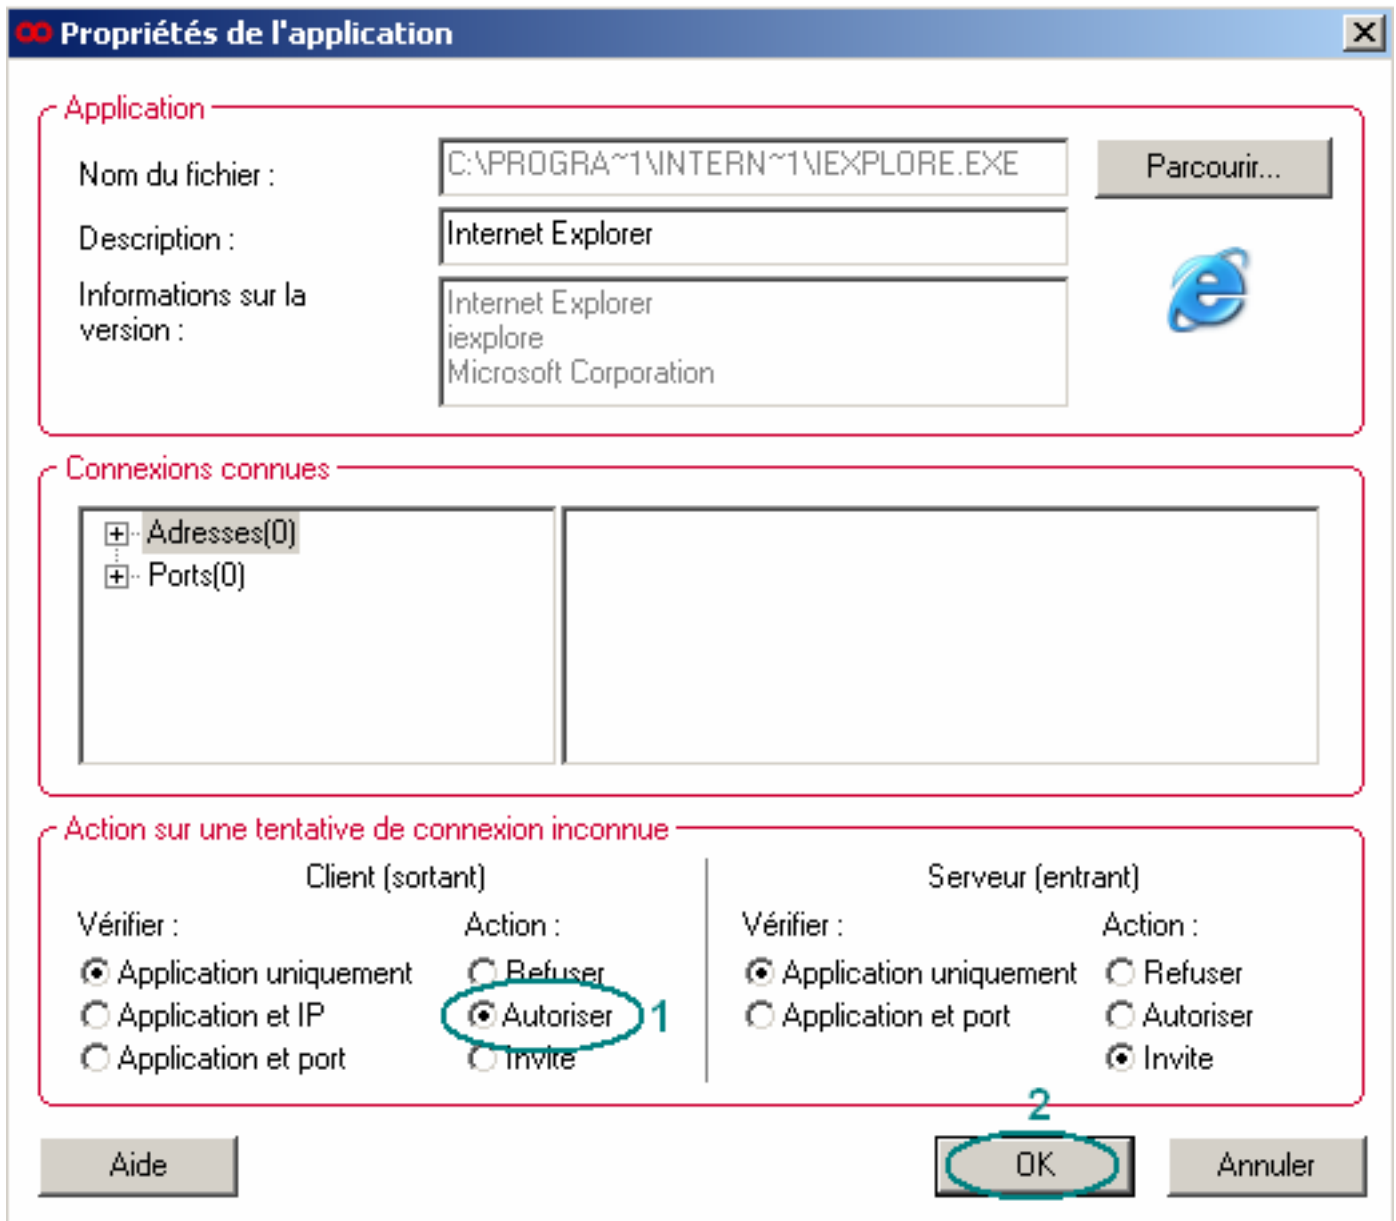 Propriétés de l'application
Application
Nom du fichier :
C:\PROGRA~1\INTERN~1\IEXPLORE.EXE
Parcourir...
Description :
Internet Explorer
Informations sur la
version :
Internet Explorer
iexplore
Microsoft Corporation
Connexions connues
Adresses(0)
Ports(0)
Action sur une tentative de connexion inconnue
Client (sortant)
Serveur (entrant)
Vérifier :
Action :
Vérifier :
Action :
Application uniquement
Refuser
Application uniquement
Refuser
Application et IP
Autoriser
1
Application et port
Autoriser
Application et port
Invite
Invite
2
Aide
OK
Annuler